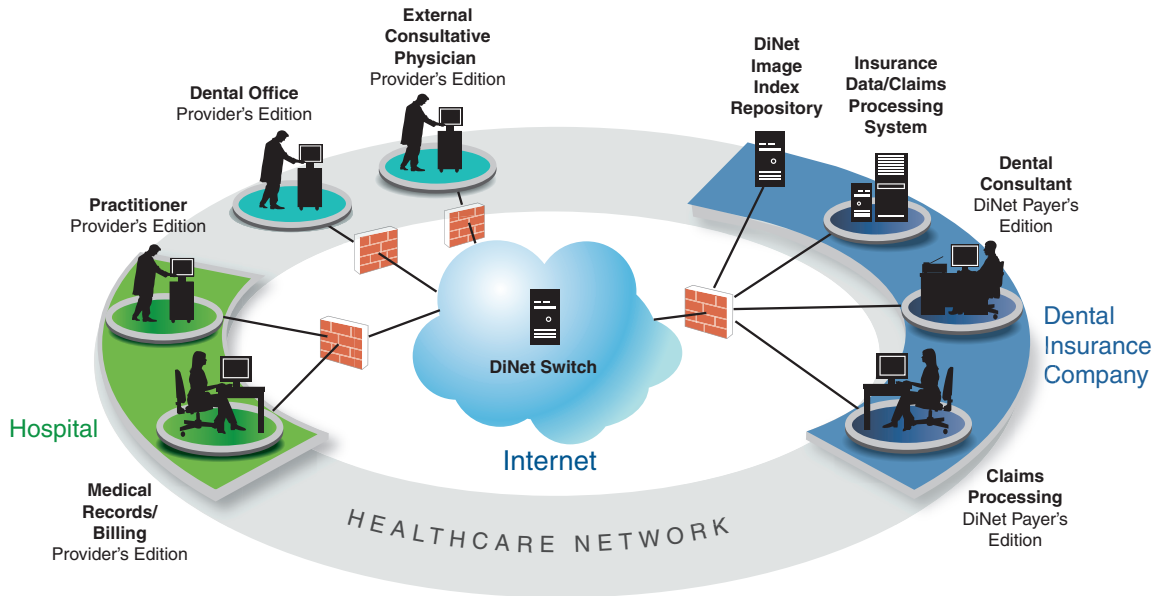 External
Consultative
Physician
Provider’s Edition
Dental Office
Provider’s Edition
Practitioner
Provider’s Edition
DiNet
Image
Index
Repository
Insurance
Data/Claims
Processing
System
Dental
Consultant
DiNet Payer’s
Edition
DiNet Switch
Dental
Insurance
Company
Hospital
Internet
Medical
Records/
Billing
Provider’s Edition
Claims
Processing
DiNet Payer’s
Edition
HEALTHCARE NETWORK